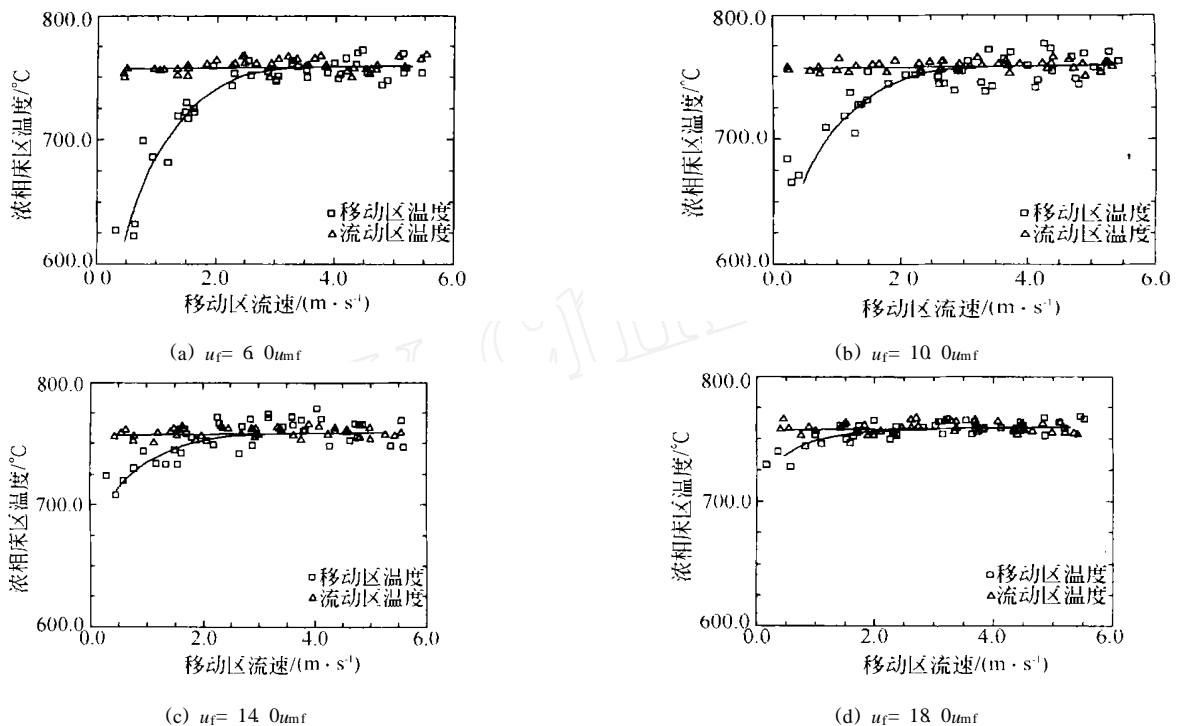 800.0
700.0
600.0
浓相床区温度/℃
□移动区温度
△流动区温度
0.0 2.0 4.0 6.0
移动区流速/(m · s⁻¹)
(a) uf= 6. 0umf
800.0
700.0
600.0
浓相床区温度/℃
□移动区温度
△流动区温度
0.0 2.0 4.0 6.0
移动区流速/(m · s⁻¹)
(b) uf= 10. 0umf
800.0
700.0
600.0
浓相床区温度/℃
□移动区温度
△流动区温度
0.0 2.0 4.0 6.0
移动区流速/(m · s⁻¹)
(c) uf= 14. 0umf
800.0
700.0
600.0
浓相床区温度/℃
□移动区温度
△流动区温度
0.0 2.0 4.0 6.0
移动区流速/(m · s⁻¹)
(d) uf= 18. 0umf